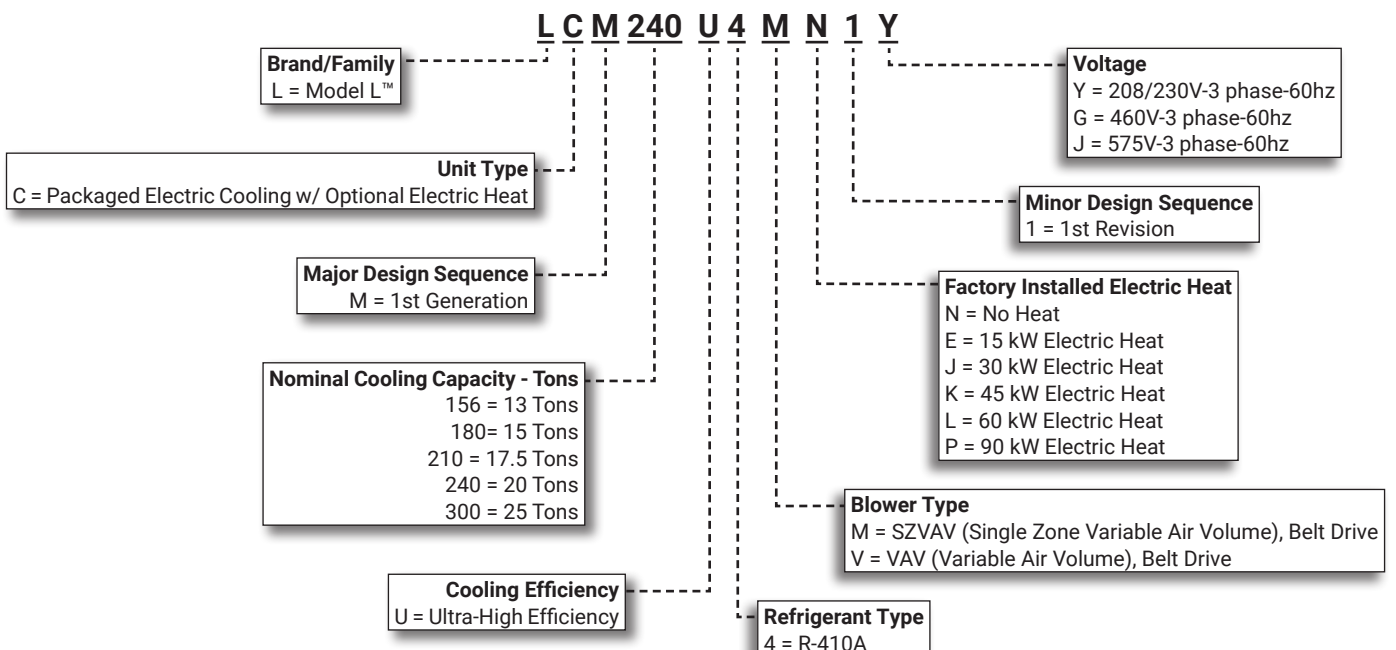 L C M 240 U 4 M N 1 Y
Brand/Family
L = Model L™
Unit Type
C = Packaged Electric Cooling w/ Optional Electric Heat
Major Design Sequence
M = 1st Generation
Nominal Cooling Capacity - Tons
156 = 13 Tons
180= 15 Tons
210 = 17.5 Tons
240 = 20 Tons
300 = 25 Tons
Cooling Efficiency
U = Ultra-High Efficiency
Voltage
Y = 208/230V-3 phase-60hz
G = 460V-3 phase-60hz
J = 575V-3 phase-60hz
Minor Design Sequence
1 = 1st Revision
Factory Installed Electric Heat
N = No Heat
E = 15 kW Electric Heat
J = 30 kW Electric Heat
K = 45 kW Electric Heat
L = 60 kW Electric Heat
P = 90 kW Electric Heat
Blower Type
M = SZVAV (Single Zone Variable Air Volume), Belt Drive
V = VAV (Variable Air Volume), Belt Drive
Refrigerant Type
4 = R-410A